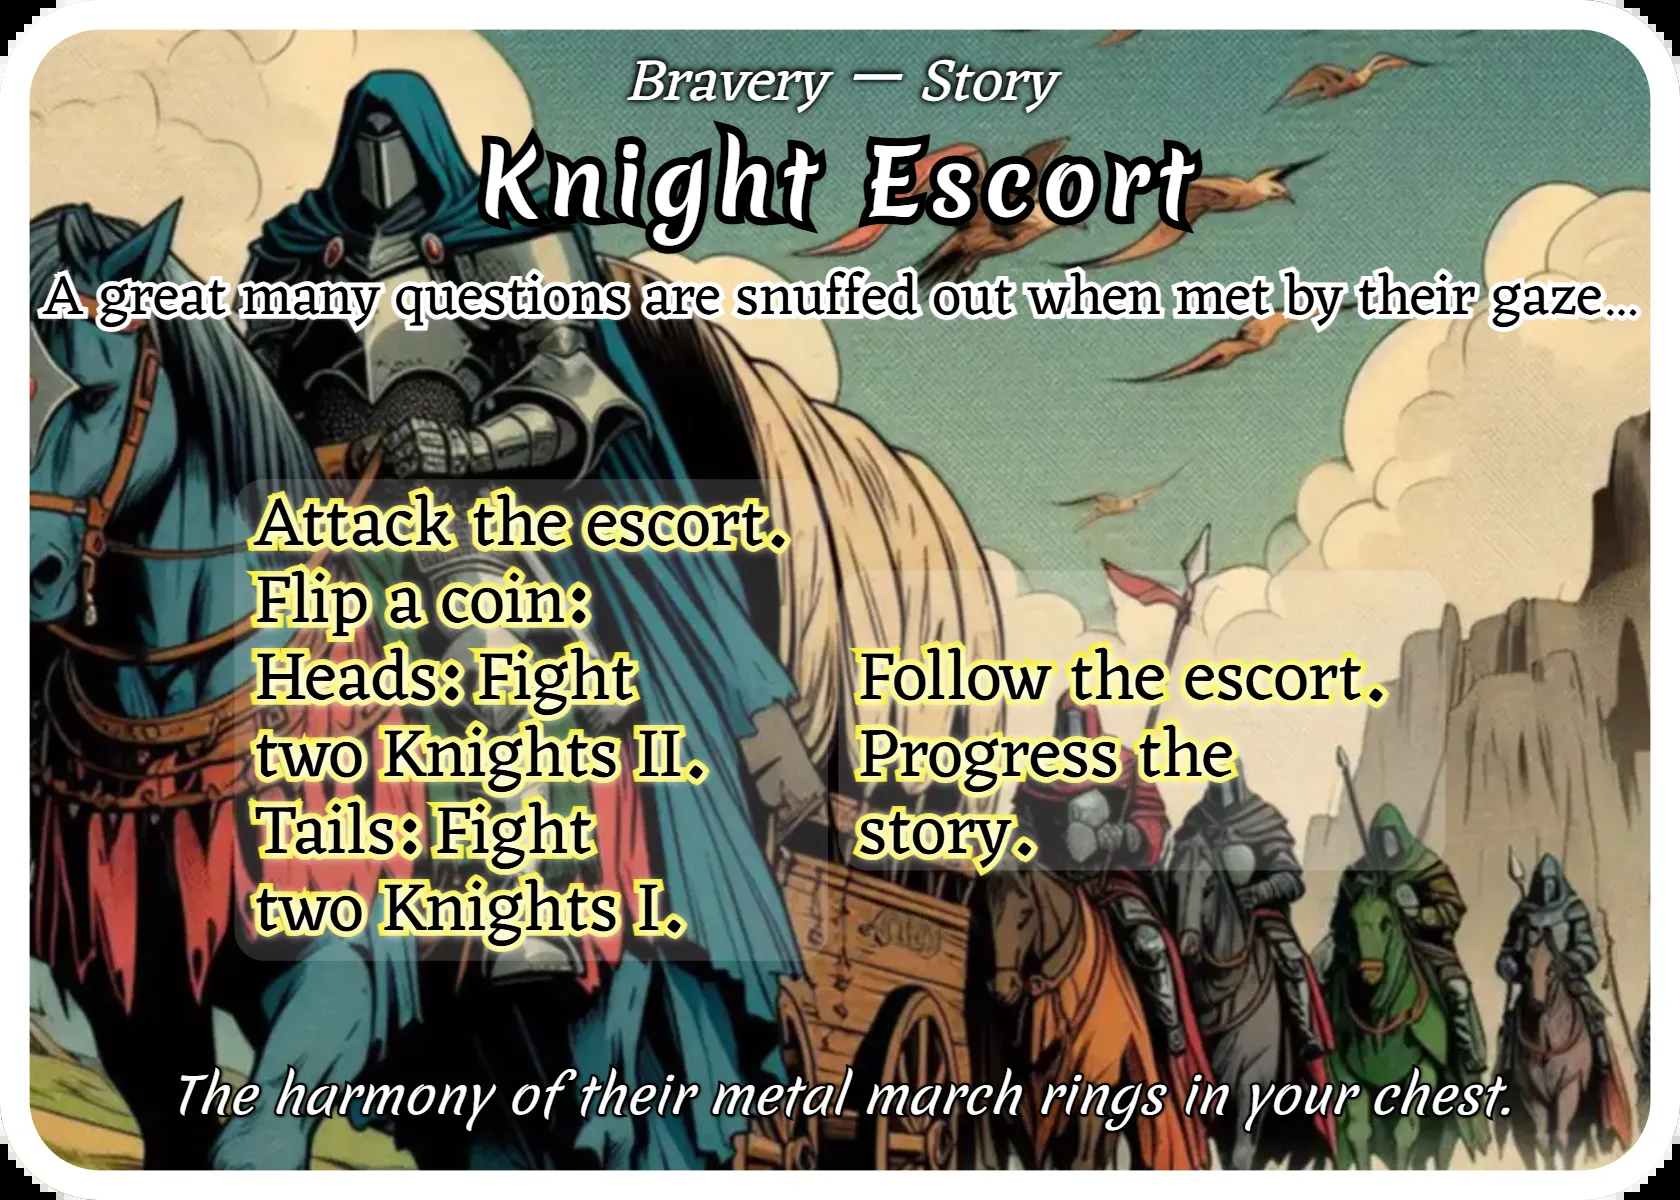 Bravery — Story
Knight Escort
A great many questions are snuffed out when met by their gaze...
Attack the escort.
Flip a coin:
Heads: Fight
two Knights II.
Tails: Fight
two Knights I.
Follow the escort.
Progress the
story.
The harmony of their metal march rings in your chest.